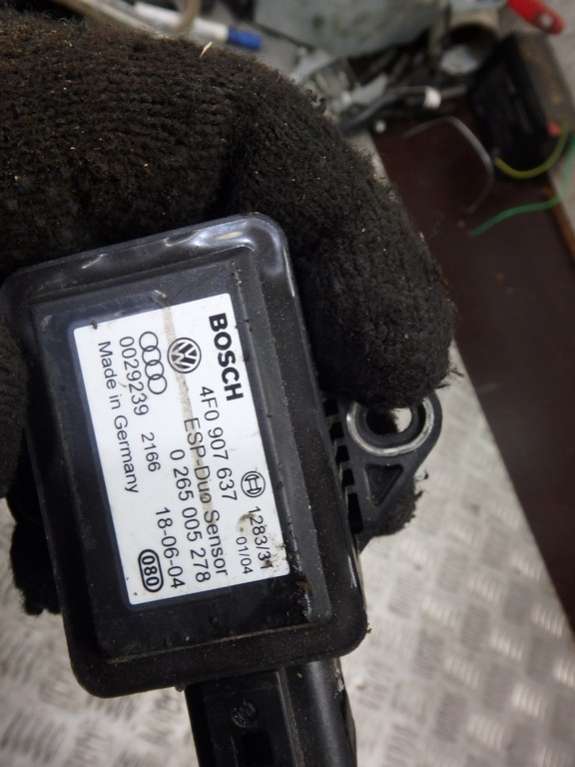 BOSCH
4F0 907 637 1283/31
01/04
ESP-Duo Sensor
0 265 005 278
0029239 2166 18-06-04
Made in Germany 080